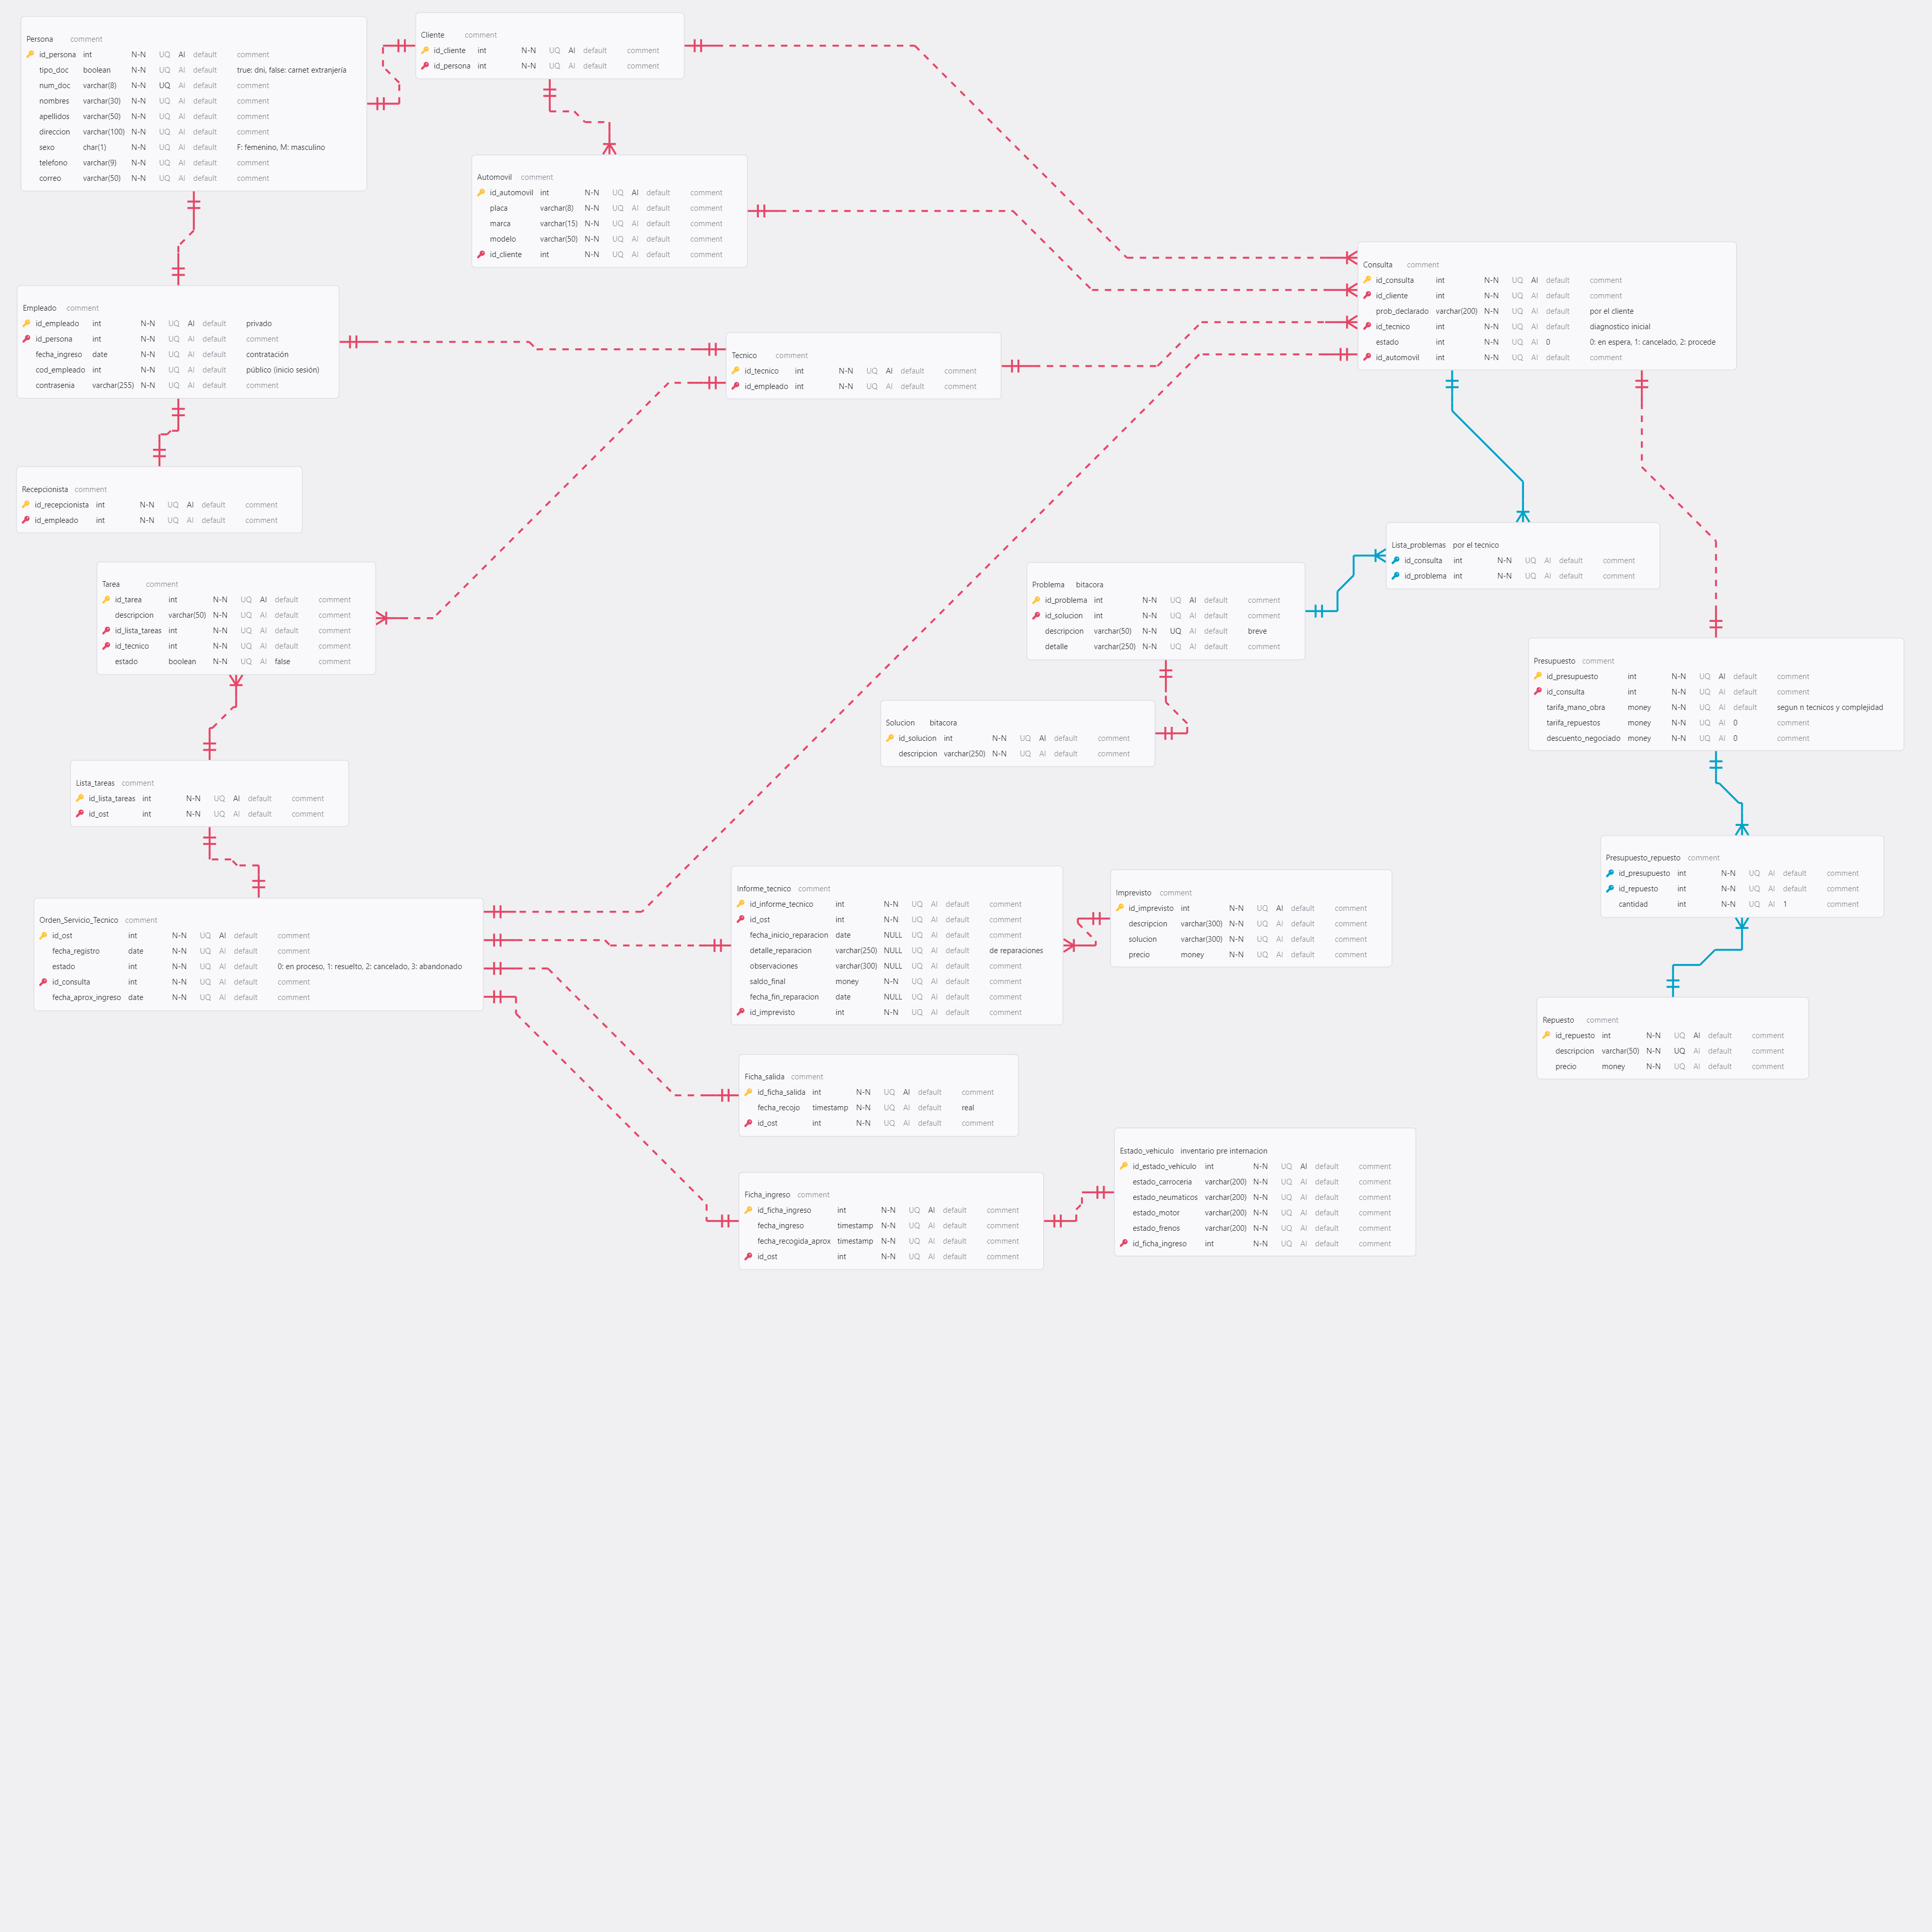 Persona comment
id_persona int N-N UQ AI default comment
tipo_doc boolean N-N UQ AI default true: dni, false: carnet extranjería
num_doc varchar(8) N-N UQ AI default comment
nombres varchar(30) N-N UQ AI default comment
apellidos varchar(50) N-N UQ AI default comment
direccion varchar(100) N-N UQ AI default comment
sexo char(1) N-N UQ AI default F: femenino, M: masculino
telefono varchar(9) N-N UQ AI default comment
correo varchar(50) N-N UQ AI default comment
Cliente comment
id_cliente int N-N UQ AI default comment
id_persona int N-N UQ AI default comment
Automovil comment
id_automovil int N-N UQ AI default comment
placa varchar(8) N-N UQ AI default comment
marca varchar(15) N-N UQ AI default comment
modelo varchar(50) N-N UQ AI default comment
id_cliente int N-N UQ AI default comment
Consulta comment
id_consulta int N-N UQ AI default comment
id_cliente int N-N UQ AI default comment
prob_declarado varchar(200) N-N UQ AI default por el cliente
id_tecnico int N-N UQ AI default diagnostico inicial
estado int N-N UQ AI 0 0: en espera, 1: cancelado, 2: procede
id_automovil int N-N UQ AI default comment
Empleado comment
id_empleado int N-N UQ AI default privado
id_persona int N-N UQ AI default comment
fecha_ingreso date N-N UQ AI default contratación
cod_empleado int N-N UQ AI default público (inicio sesión)
contrasenia varchar(255) N-N UQ AI default comment
Tecnico comment
id_tecnico int N-N UQ AI default comment
id_empleado int N-N UQ AI default comment
Recepcionista comment
id_recepcionista int N-N UQ AI default comment
id_empleado int N-N UQ AI default comment
Lista_problemas por el tecnico
id_consulta int N-N UQ AI default comment
id_problema int N-N UQ AI default comment
Tarea comment
id_tarea int N-N UQ AI default comment
descripcion varchar(50) N-N UQ AI default comment
id_lista_tareas int N-N UQ AI default comment
id_tecnico int N-N UQ AI default comment
estado boolean N-N UQ AI false comment
Problema bitacora
id_problema int N-N UQ AI default comment
id_solucion int N-N UQ AI default comment
descripcion varchar(50) N-N UQ AI default breve
detalle varchar(250) N-N UQ AI default comment
Presupuesto comment
id_presupuesto int N-N UQ AI default comment
id_consulta int N-N UQ AI default comment
tarifa_mano_obra money N-N UQ AI default segun n tecnicos y complejidad
tarifa_repuestos money N-N UQ AI 0 comment
descuento_negociado money N-N UQ AI 0 comment
Solucion bitacora
id_solucion int N-N UQ AI default comment
descripcion varchar(250) N-N UQ AI default comment
Lista_tareas comment
id_lista_tareas int N-N UQ AI default comment
id_ost int N-N UQ AI default comment
Presupuesto_repuesto comment
id_presupuesto int N-N UQ AI default comment
id_repuesto int N-N UQ AI default comment
cantidad int N-N UQ AI 1 comment
Orden_Servicio_Tecnico comment
id_ost int N-N UQ AI default comment
fecha_registro date N-N UQ AI default comment
estado int N-N UQ AI default 0: en proceso, 1: resuelto, 2: cancelado, 3: abandonado
id_consulta int N-N UQ AI default comment
fecha_aprox_ingreso date N-N UQ AI default comment
Informe_tecnico comment
id_informe_tecnico int N-N UQ AI default comment
id_ost int N-N UQ AI default comment
fecha_inicio_reparacion date NULL UQ AI default comment
detalle_reparacion varchar(250) NULL UQ AI default de reparaciones
observaciones varchar(300) NULL UQ AI default comment
saldo_final money N-N UQ AI default comment
fecha_fin_reparacion date NULL UQ AI default comment
id_imprevisto int N-N UQ AI default comment
Imprevisto comment
id_imprevisto int N-N UQ AI default comment
descripcion varchar(300) N-N UQ AI default comment
solucion varchar(300) N-N UQ AI default comment
precio money N-N UQ AI default comment
Repuesto comment
id_repuesto int N-N UQ AI default comment
descripcion varchar(50) N-N UQ AI default comment
precio money N-N UQ AI default comment
Ficha_salida comment
id_ficha_salida int N-N UQ AI default comment
fecha_recojo timestamp N-N UQ AI default real
id_ost int N-N UQ AI default comment
Estado_vehiculo inventario pre internacion
id_estado_vehiculo int N-N UQ AI default comment
estado_carroceria varchar(200) N-N UQ AI default comment
estado_neumaticos varchar(200) N-N UQ AI default comment
estado_motor varchar(200) N-N UQ AI default comment
estado_frenos varchar(200) N-N UQ AI default comment
id_ficha_ingreso int N-N UQ AI default comment
Ficha_ingreso comment
id_ficha_ingreso int N-N UQ AI default comment
fecha_ingreso timestamp N-N UQ AI default comment
fecha_recogida_aprox timestamp N-N UQ AI default comment
id_ost int N-N UQ AI default comment